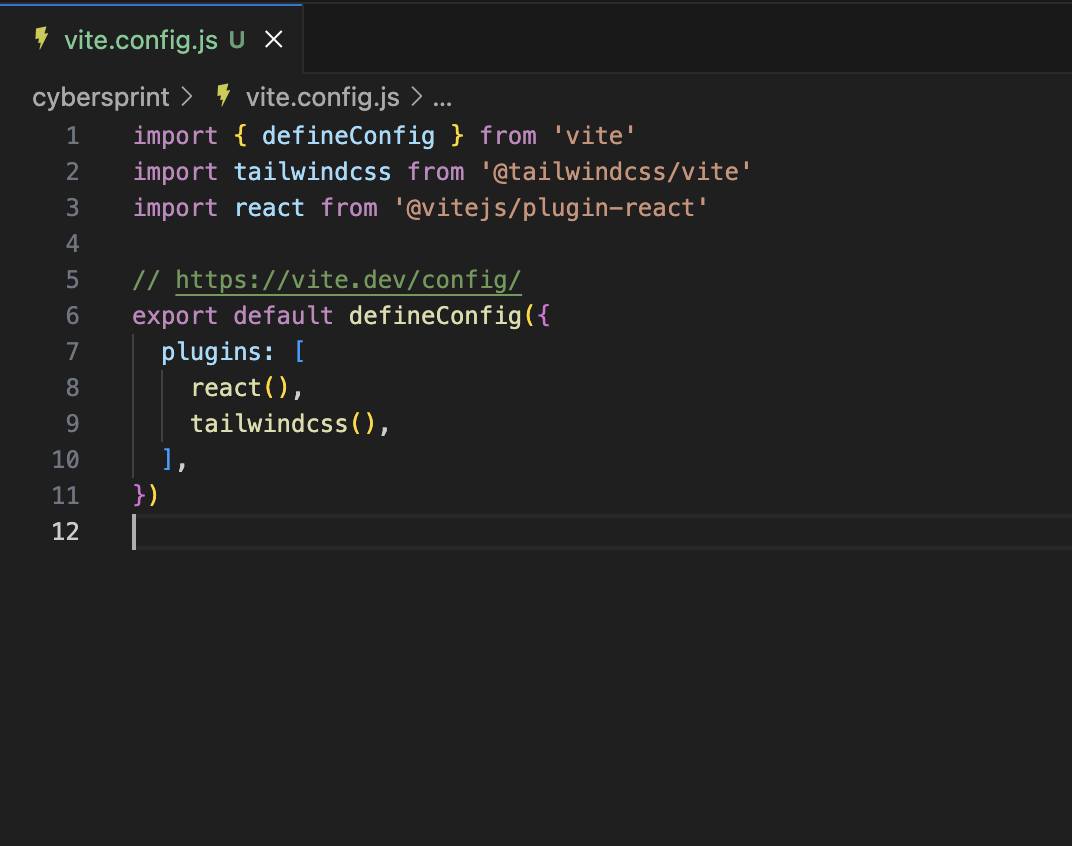 vite.config.js U
cybersprint > vite.config.js > ...
1 import { defineConfig } from 'vite'
2 import tailwindcss from '@tailwindcss/vite'
3 import react from '@vitejs/plugin-react'
4
5 // https://vite.dev/config/
6 export default defineConfig({
7   plugins: [
8     react(),
9     tailwindcss(),
10   ],
11 })
12